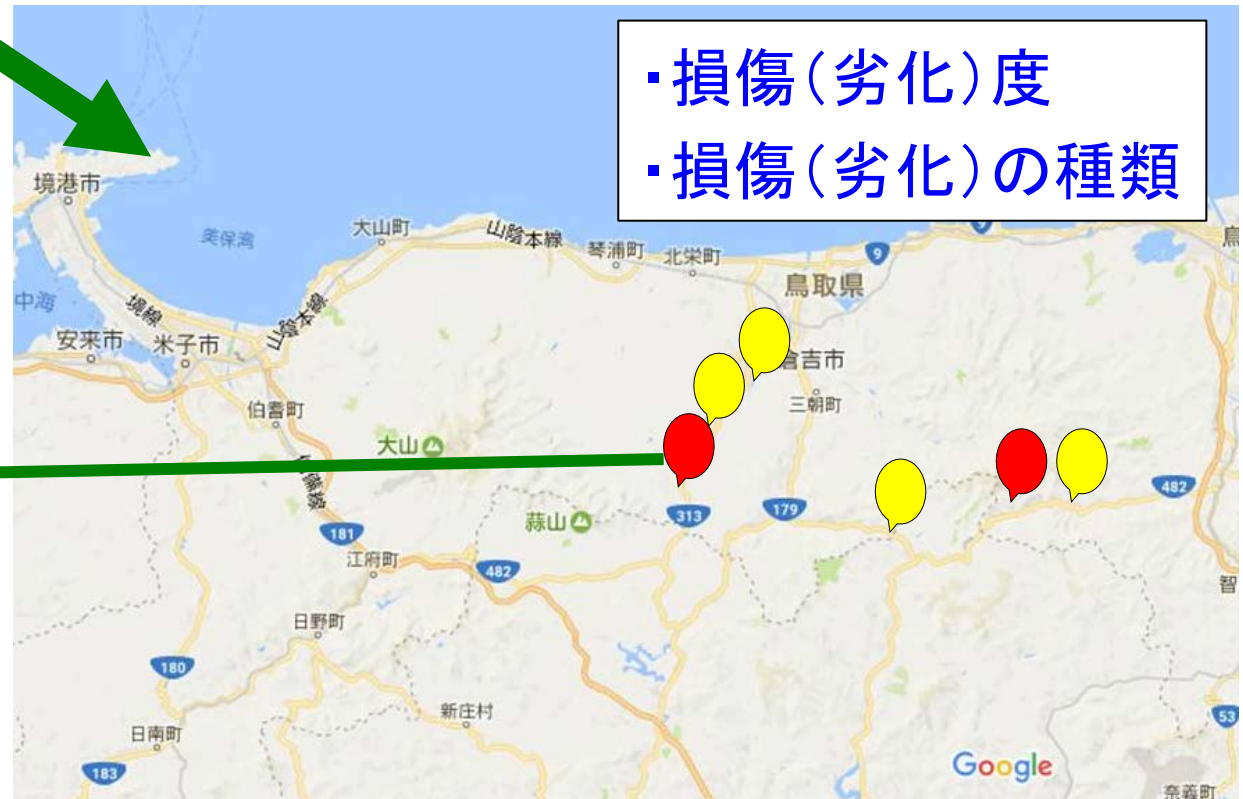 ・損傷(劣化)度
・損傷(劣化)の種類
境港市
美保湾
大山町
山陰本線
琴浦町
北栄町
9
9
鳥
鳥取県
中海
境線
安来市
米子市
山陰本線
倉吉市
三朝町
伯耆町
大山
伯備線
482
313
179
蒜山
181
江府町
482
智
日野町
180
新庄村
53
日南町
183
Google
奈義町